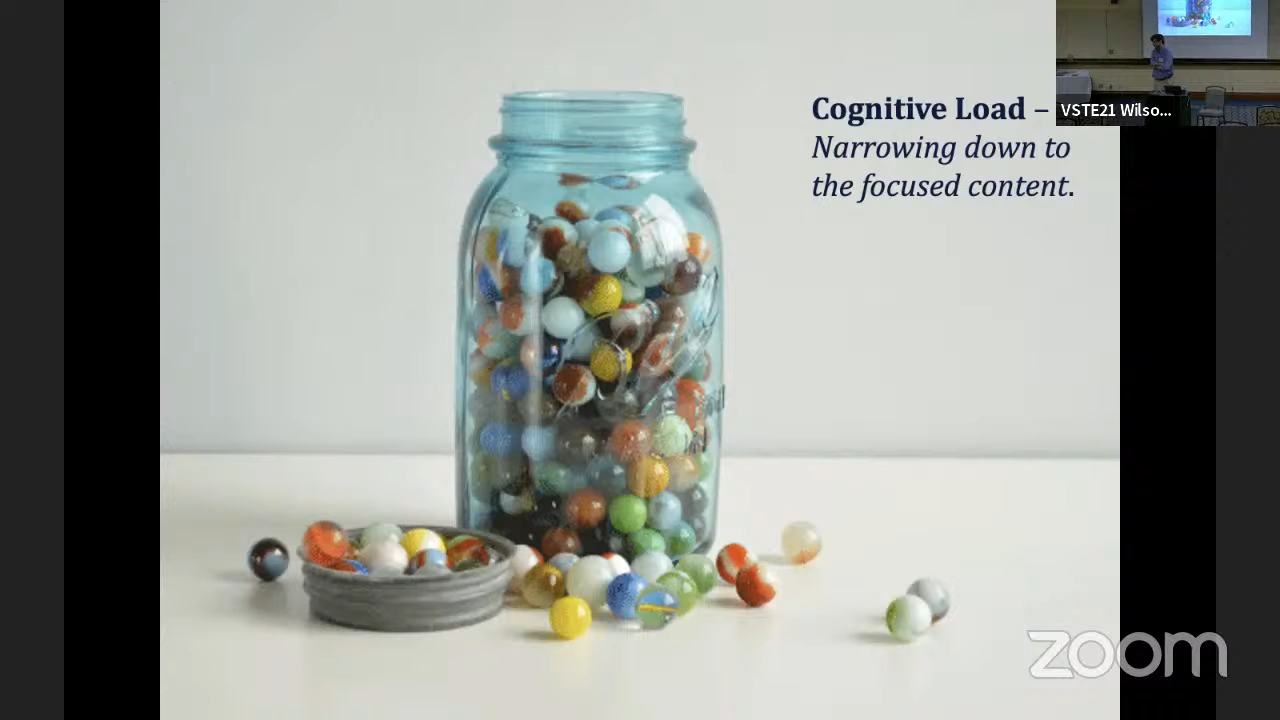 Cognitive Load –
Narrowing down to
the focused content.
VSTE21 Wilso...
zoom